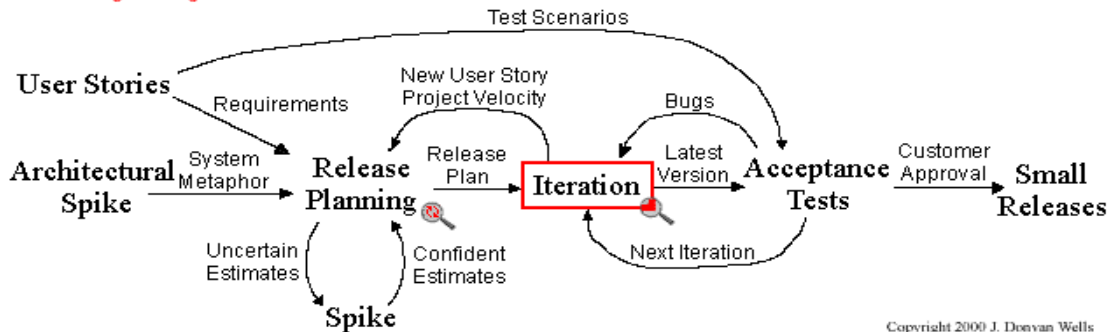 Test Scenarios
User Stories
New User Story
Project Velocity
Bugs
Requirements
Architectural
Spike
System
Metaphor
Release
Planning
Release
Plan
Iteration
Latest
Version
Acceptance
Tests
Customer
Approval
Small
Releases
Uncertain
Estimates
Confident
Estimates
Next Iteration
Spike
Copyright 2000 J. Donvan Wells